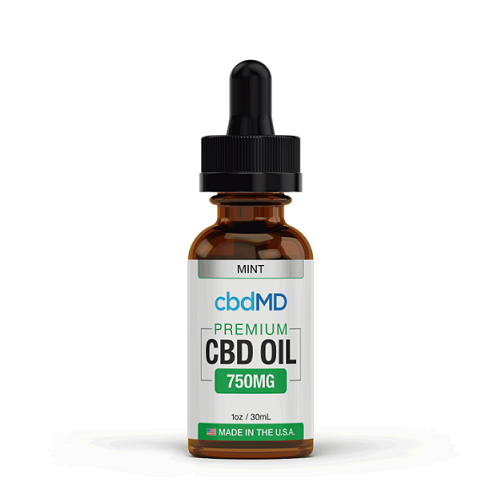 MINT
cbdMD
PREMIUM
CBD OIL
750MG
1oz / 30mL
MADE IN THE U.S.A.